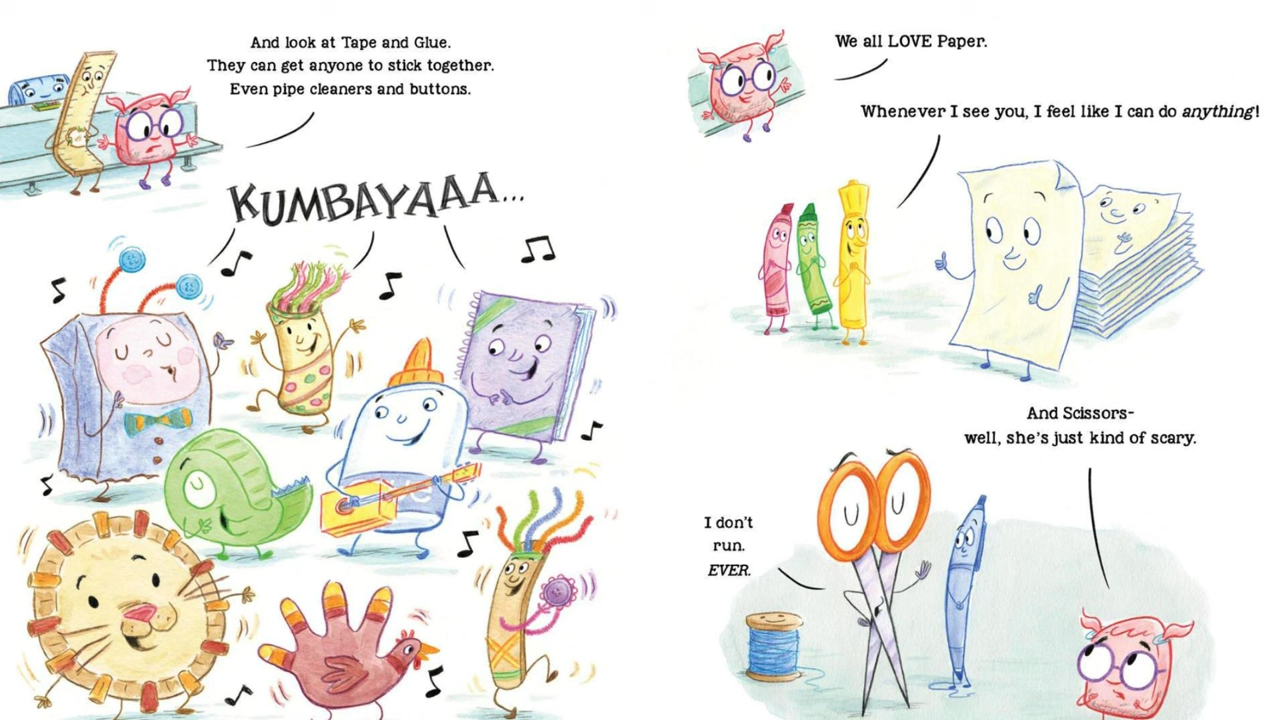 And look at Tape and Glue.
They can get anyone to stick together.
Even pipe cleaners and buttons.
KUMBAYAAA...
We all LOVE Paper.
Whenever I see you, I feel like I can do anything!
And Scissors-
well, she's just kind of scary.
I don't
run.
EVER.